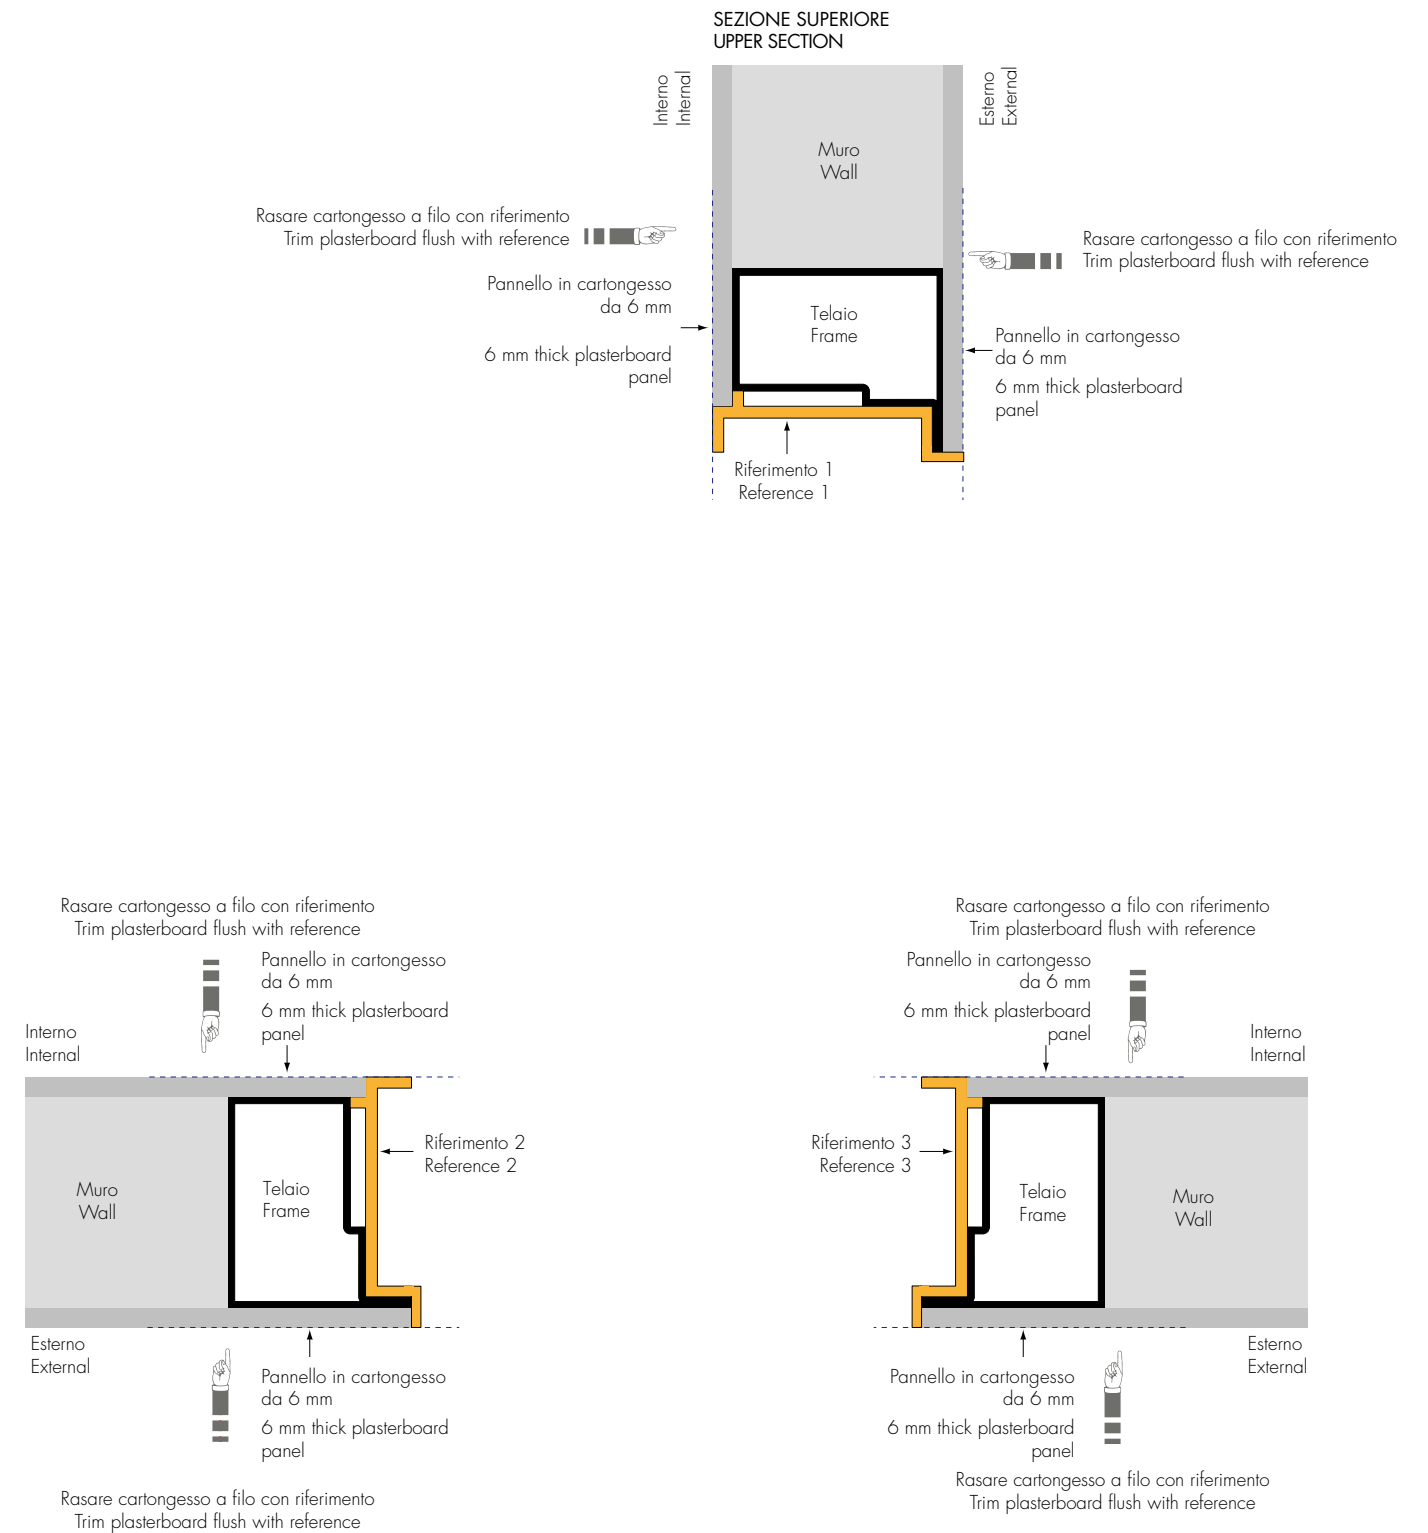 SEZIONE SUPERIORE
UPPER SECTION
Interno
Internal
Esterno
External
Muro
Wall
Rasare cartongesso a filo con riferimento
Trim plasterboard flush with reference
Rasare cartongesso a filo con riferimento
Trim plasterboard flush with reference
Pannello in cartongesso
da 6 mm
6 mm thick plasterboard
panel
Telaio
Frame
Pannello in cartongesso
da 6 mm
6 mm thick plasterboard
panel
Riferimento 1
Reference 1
Rasare cartongesso a filo con riferimento
Trim plasterboard flush with reference
Pannello in cartongesso
da 6 mm
6 mm thick plasterboard
panel
Interno
Internal
Riferimento 2
Reference 2
Muro
Wall
Telaio
Frame
Esterno
External
Pannello in cartongesso
da 6 mm
6 mm thick plasterboard
panel
Rasare cartongesso a filo con riferimento
Trim plasterboard flush with reference
Rasare cartongesso a filo con riferimento
Trim plasterboard flush with reference
Pannello in cartongesso
da 6 mm
6 mm thick plasterboard
panel
Interno
Internal
Riferimento 3
Reference 3
Telaio
Frame
Muro
Wall
Esterno
External
Pannello in cartongesso
da 6 mm
6 mm thick plasterboard
panel
Rasare cartongesso a filo con riferimento
Trim plasterboard flush with reference